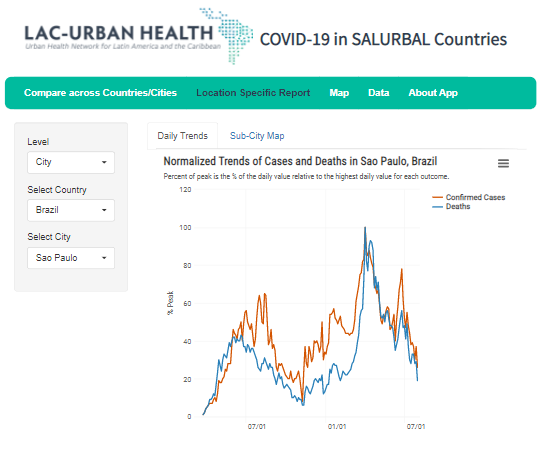 LAC-URBAN HEALTH
Urban Health Network for Latin America and the Caribbean
COVID-19 in SALURBAL Countries
Compare across Countries/Cities Location Specific Report Map Data About App
Level
City
Select Country
Brazil
Select City
Sao Paulo
Daily Trends Sub-City Map
Normalized Trends of Cases and Deaths in Sao Paulo, Brazil
Percent of peak is the % of the daily value relative to the highest daily value for each outcome.
Confirmed Cases
Deaths
% Peak
120
100
80
60
40
20
0
07/01 01/01 07/01